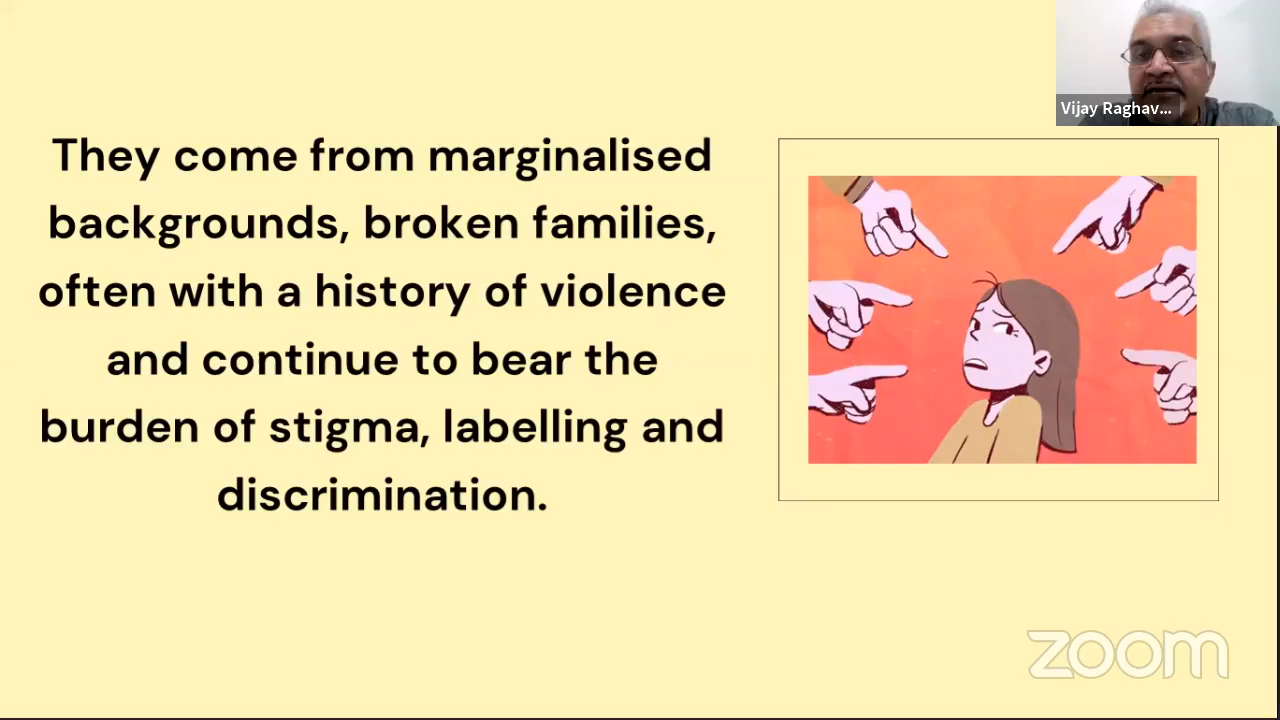 They come from marginalised
backgrounds, broken families,
often with a history of violence
and continue to bear the
burden of stigma, labelling and
discrimination.
Vijay Raghav...
zoom